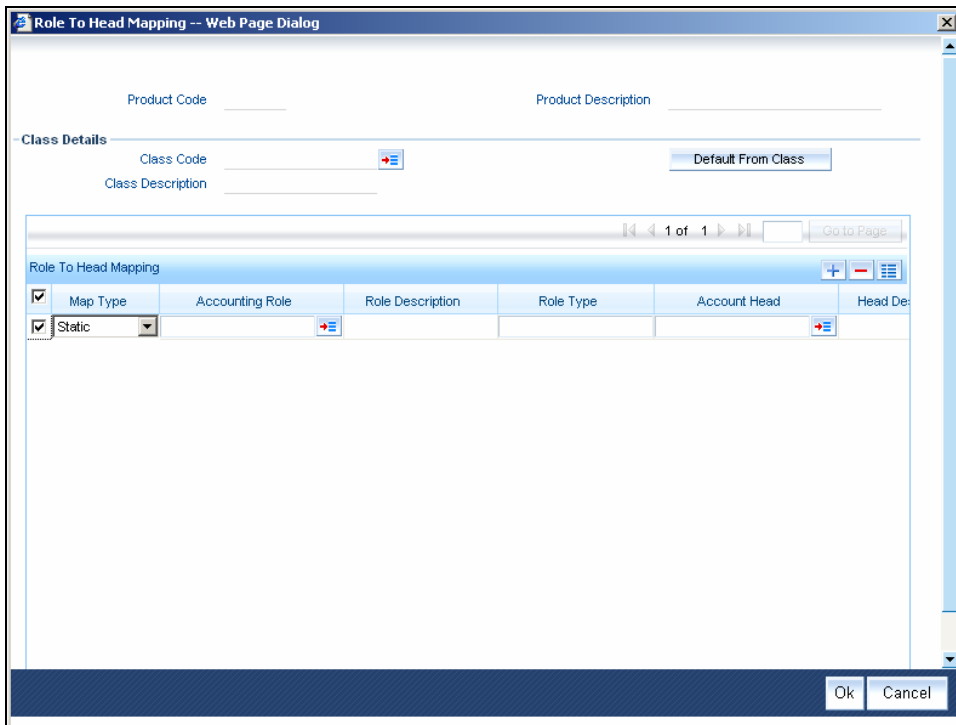 Role To Head Mapping -- Web Page Dialog
Product Code
Product Description
Class Details
Class Code
Default From Class
Class Description
1 of 1
Go to Page
Role To Head Mapping
Map Type Accounting Role Role Description Role Type Account Head Head De
Static
Ok Cancel